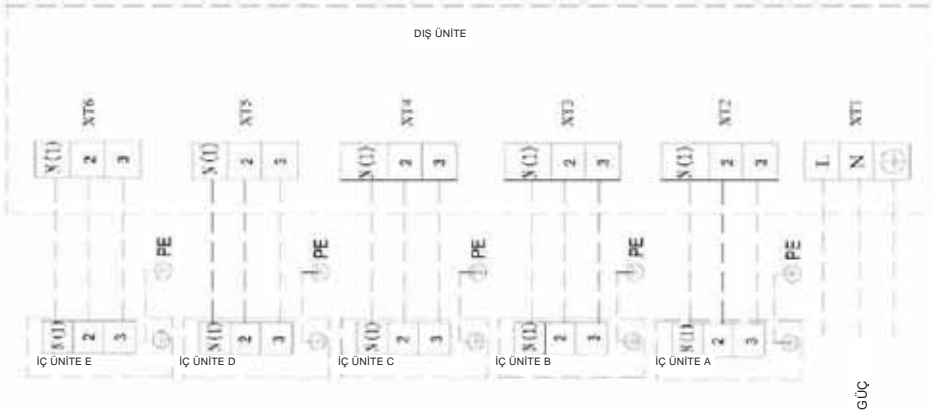 DIŞ ÜNİTE
XT6
XT5
XT4
XT3
XT2
XT1
N(1) 2 3
N(1) 2 3
N(1) 2 3
N(1) 2 3
N(1) 2 3
L N
PE
PE
PE
PE
PE
N(1) 2 3
N(1) 2 3
N(1) 2 3
N(1) 2 3
N(1) 2 3
İÇ ÜNİTE E
İÇ ÜNİTE D
İÇ ÜNİTE C
İÇ ÜNİTE B
İÇ ÜNİTE A
GÜÇ